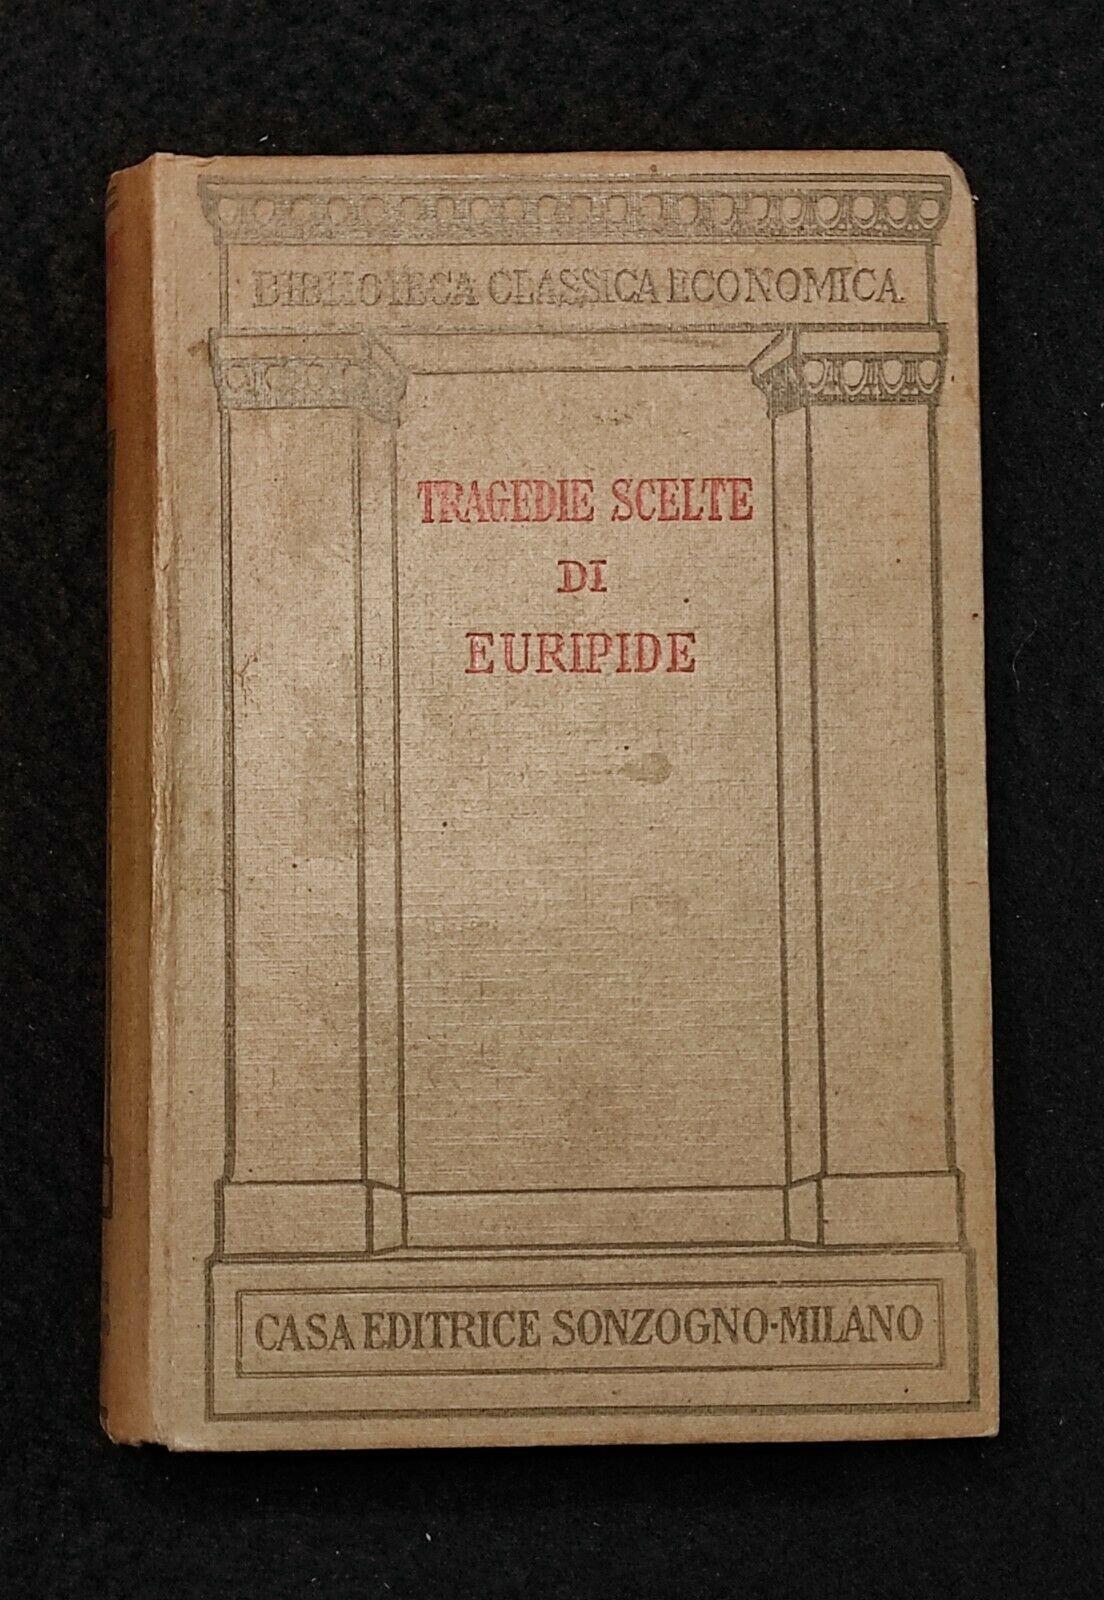 BIBLIOTECA CLASSICA ECONOMICA.
TRAGEDIE SCELTE
DI
EURIPIDE
CASA EDITRICE SONZOGNO-MILANO